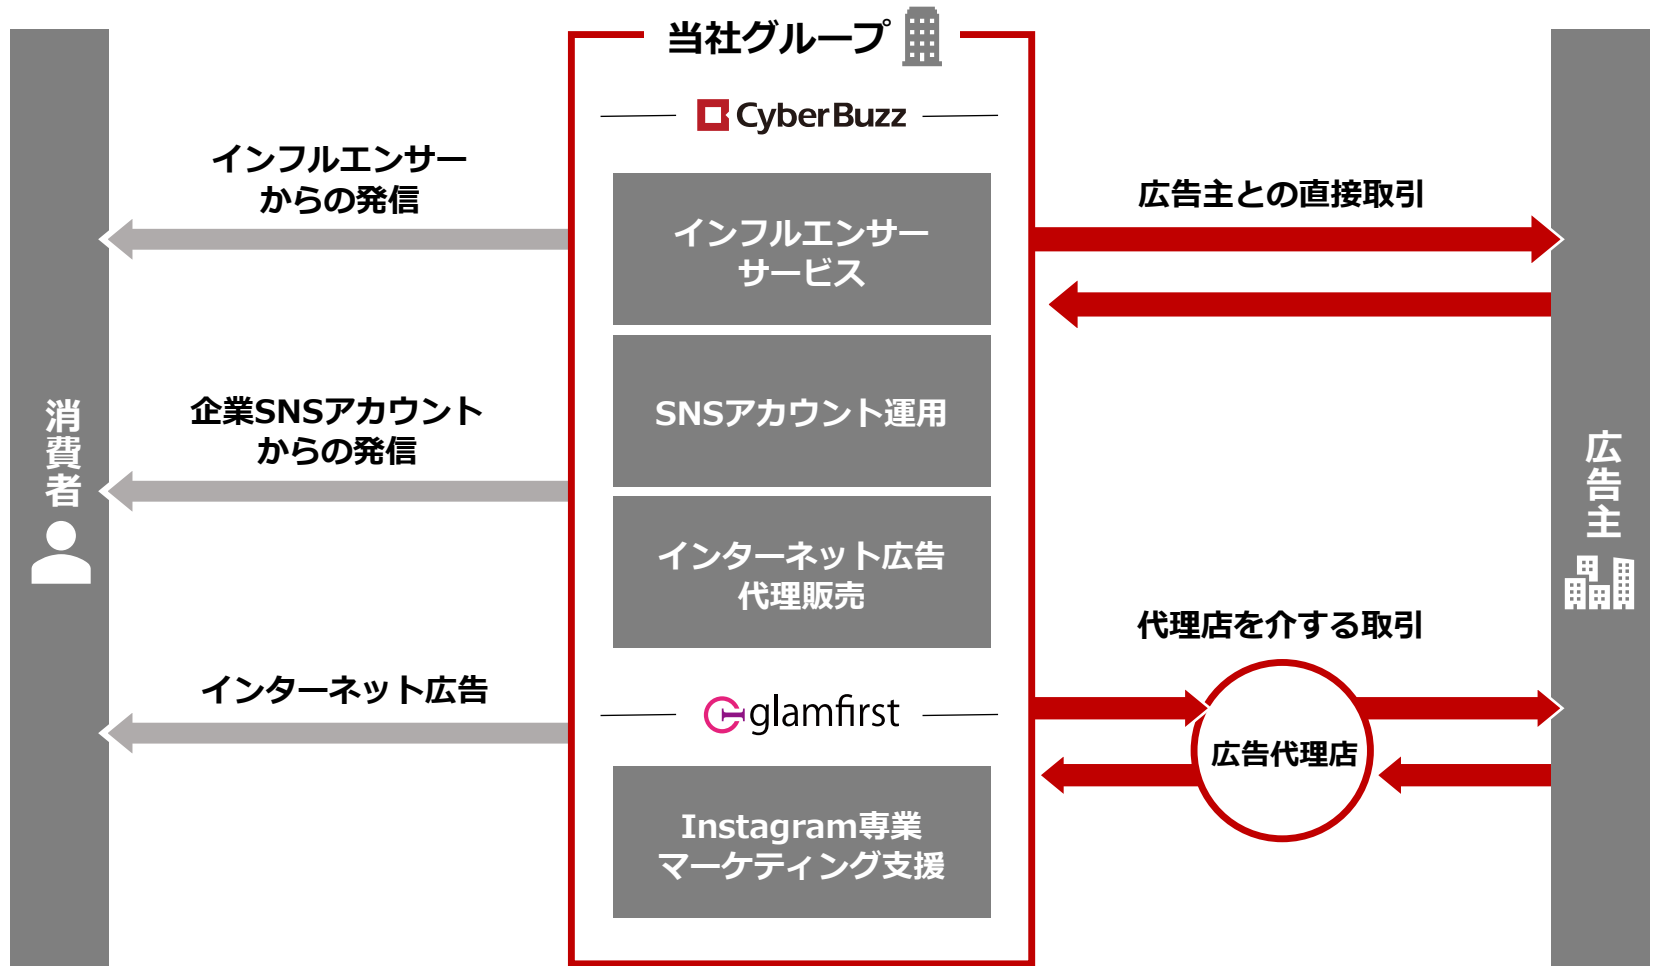 当社グループ
CyberBuzz
インフルエンサー
からの発信
インフルエンサー
サービス
広告主との直接取引
企業SNSアカウント
からの発信
SNSアカウント運用
消費者
広告主
インターネット広告
代理販売
代理店を介する取引
インターネット広告
glamfirst
広告代理店
Instagram専業
マーケティング支援